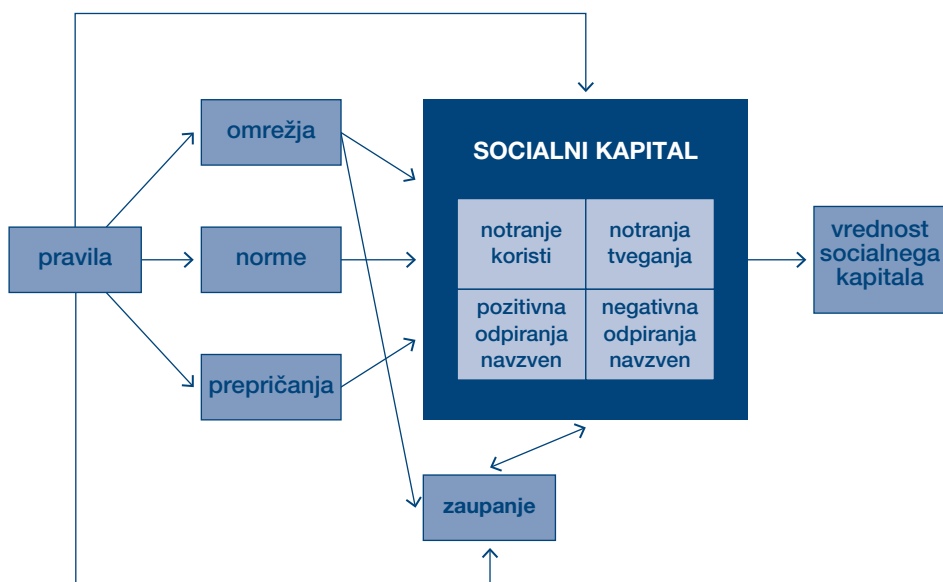 omrežja
SOCIALNI KAPITAL
pravila
norme
notranje
koristi
notranja
tveganja
vrednost
socialnega
kapitala
pozitivna
odpiranja
navzven
negativna
odpiranja
navzven
prepričanja
zaupanje